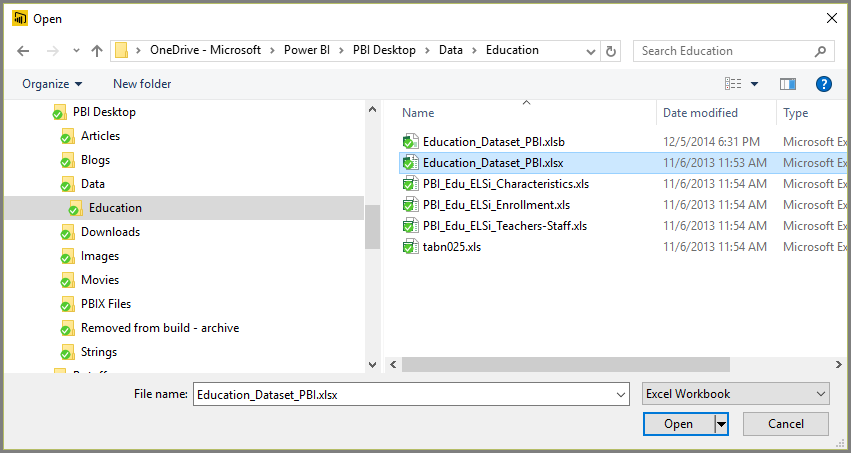 Open
OneDrive - Microsoft > Power BI > PBI Desktop > Data > Education
Search Education
Organize
New folder
PBI Desktop
Articles
Blogs
Data
Education
Downloads
Images
Movies
PBIX Files
Removed from build - archive
Strings
Name Date modified Type
Education_Dataset_PBI.xlsb 12/5/2014 6:31 PM Microsoft Ex
Education_Dataset_PBI.xlsx 11/6/2013 11:53 AM Microsoft Ex
PBI_Edu_ELSi_Characteristics.xls 11/6/2013 11:54 AM Microsoft Ex
PBI_Edu_ELSi_Enrollment.xls 11/6/2013 11:54 AM Microsoft Ex
PBI_Edu_ELSi_Teachers-Staff.xls 11/6/2013 11:54 AM Microsoft Ex
tabn025.xls 11/6/2013 11:54 AM Microsoft Ex
File name: Education_Dataset_PBI.xlsx
Excel Workbook
Open
Cancel